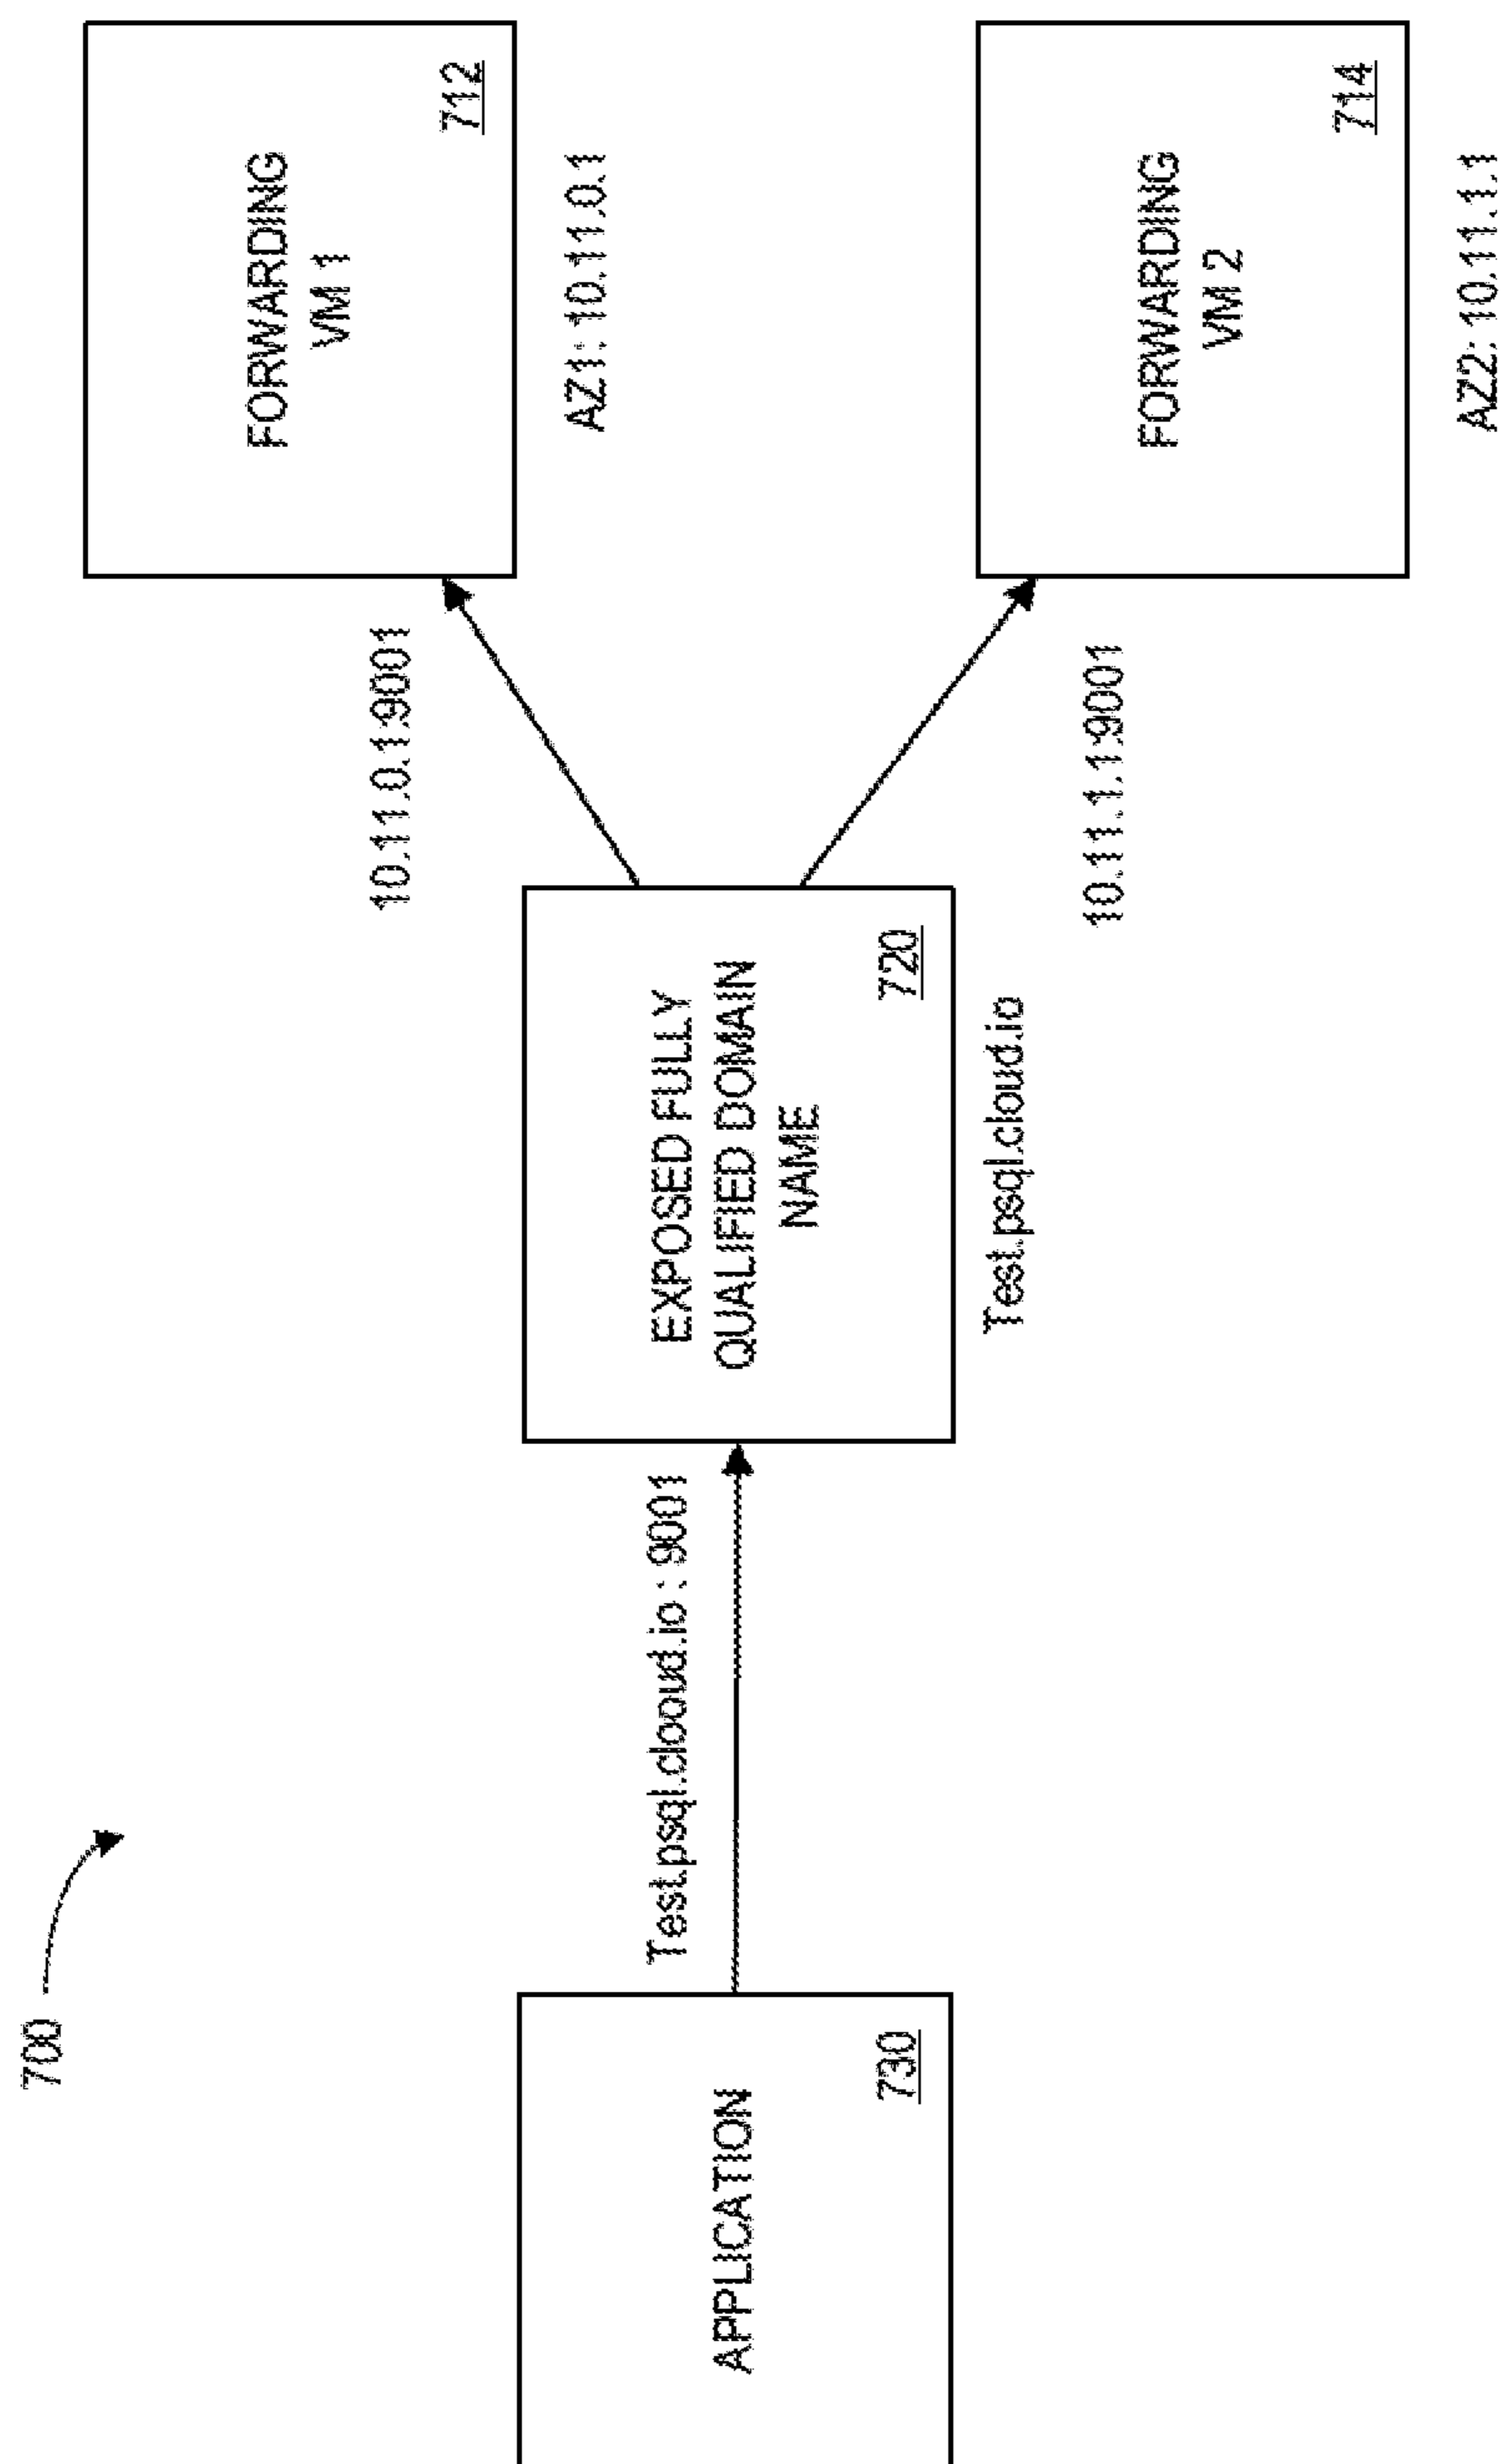 700
APPLICATION
730
Test.psql.cloud.io : 9001
EXPOSED FULLY
QUALIFIED DOMAIN
NAME
720
Test.psql.cloud.io
10.11.0.1:9001
FORWARDING
VM 1
712
AZ1: 10.11.0.1
10.11.1.1:9001
FORWARDING
VM 2
714
AZ2: 10.11.1.1